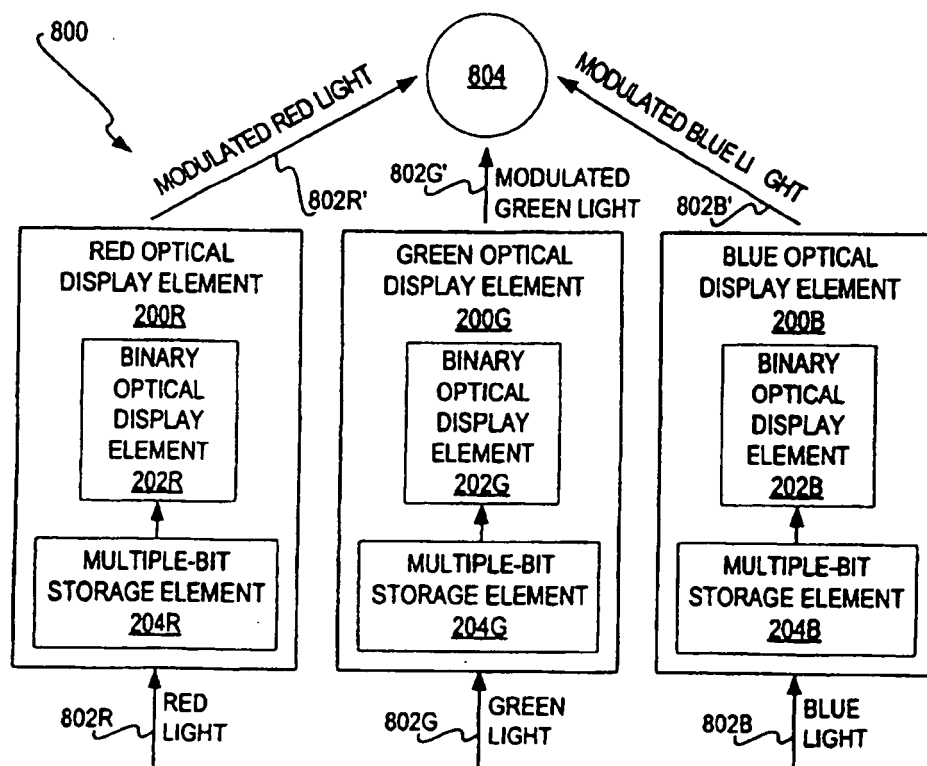 800
804
MODULATED RED LIGHT
MODULATED BLUE LI GHT
802R'
802G'
MODULATED
GREEN LIGHT
802B'
RED OPTICAL
DISPLAY ELEMENT
200R
BINARY
OPTICAL
DISPLAY
ELEMENT
202R
MULTIPLE-BIT
STORAGE ELEMENT
204R
GREEN OPTICAL
DISPLAY ELEMENT
200G
BINARY
OPTICAL
DISPLAY
ELEMENT
202G
MULTIPLE-BIT
STORAGE ELEMENT
204G
BLUE OPTICAL
DISPLAY ELEMENT
200B
BINARY
OPTICAL
DISPLAY
ELEMENT
202B
MULTIPLE-BIT
STORAGE ELEMENT
204B
802R
RED
LIGHT
802G
GREEN
LIGHT
802B
BLUE
LIGHT